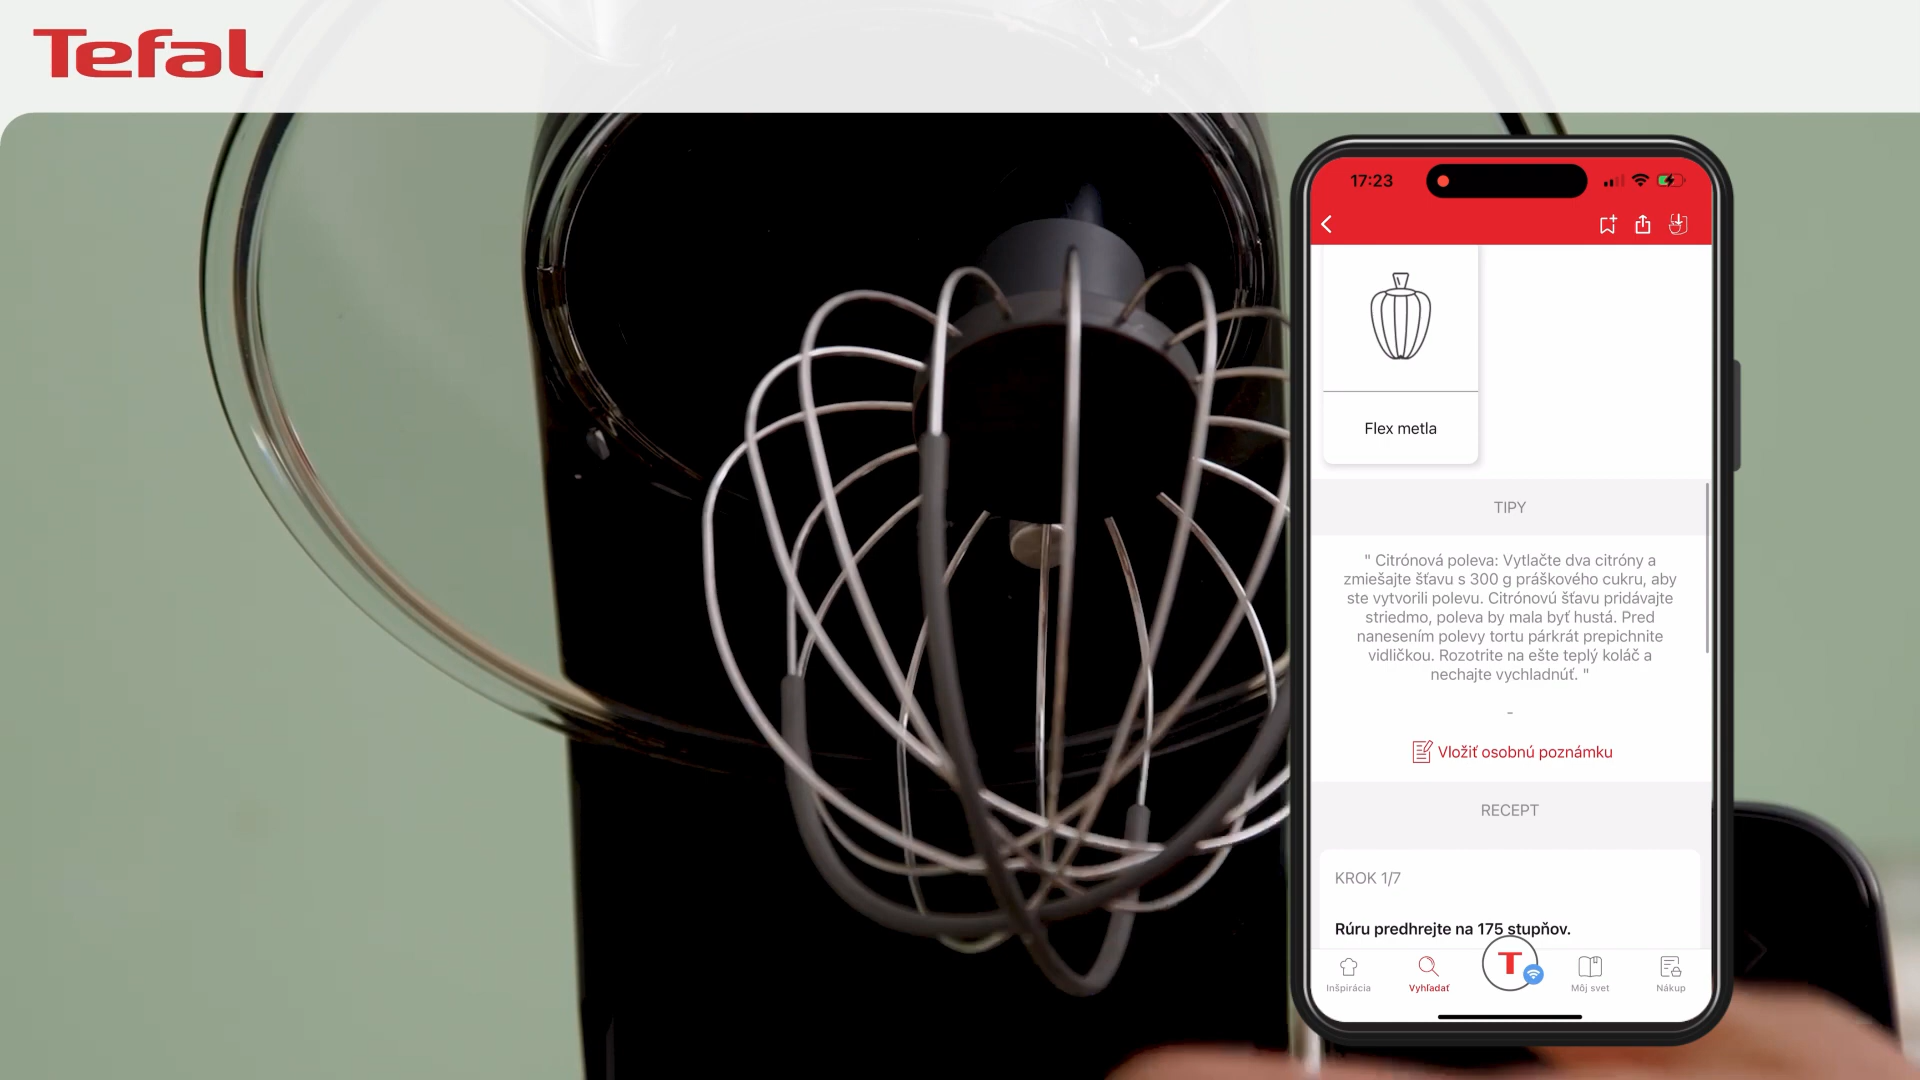 Tefal
17:23
Flex metla
TIPY
" Citrónová poleva: Vytlačte dva citróny a
zmiešajte šťavu s 300 g práškového cukru, aby
ste vytvorili polevu. Citrónovú šťavu pridávajte
striedmo, poleva by mala byť hustá. Pred
nanesením polevy tortu párkrát prepichnite
vidličkou. Rozotrite na ešte teplý koláč a
nechajte vychladnúť. "
-
Vložiť osobnú poznámku
RECEPT
KROK 1/7
Rúru predhrejte na 175 stupňov.
T
Inšpirácia
Vyhľadať
Môj svet
Nákup